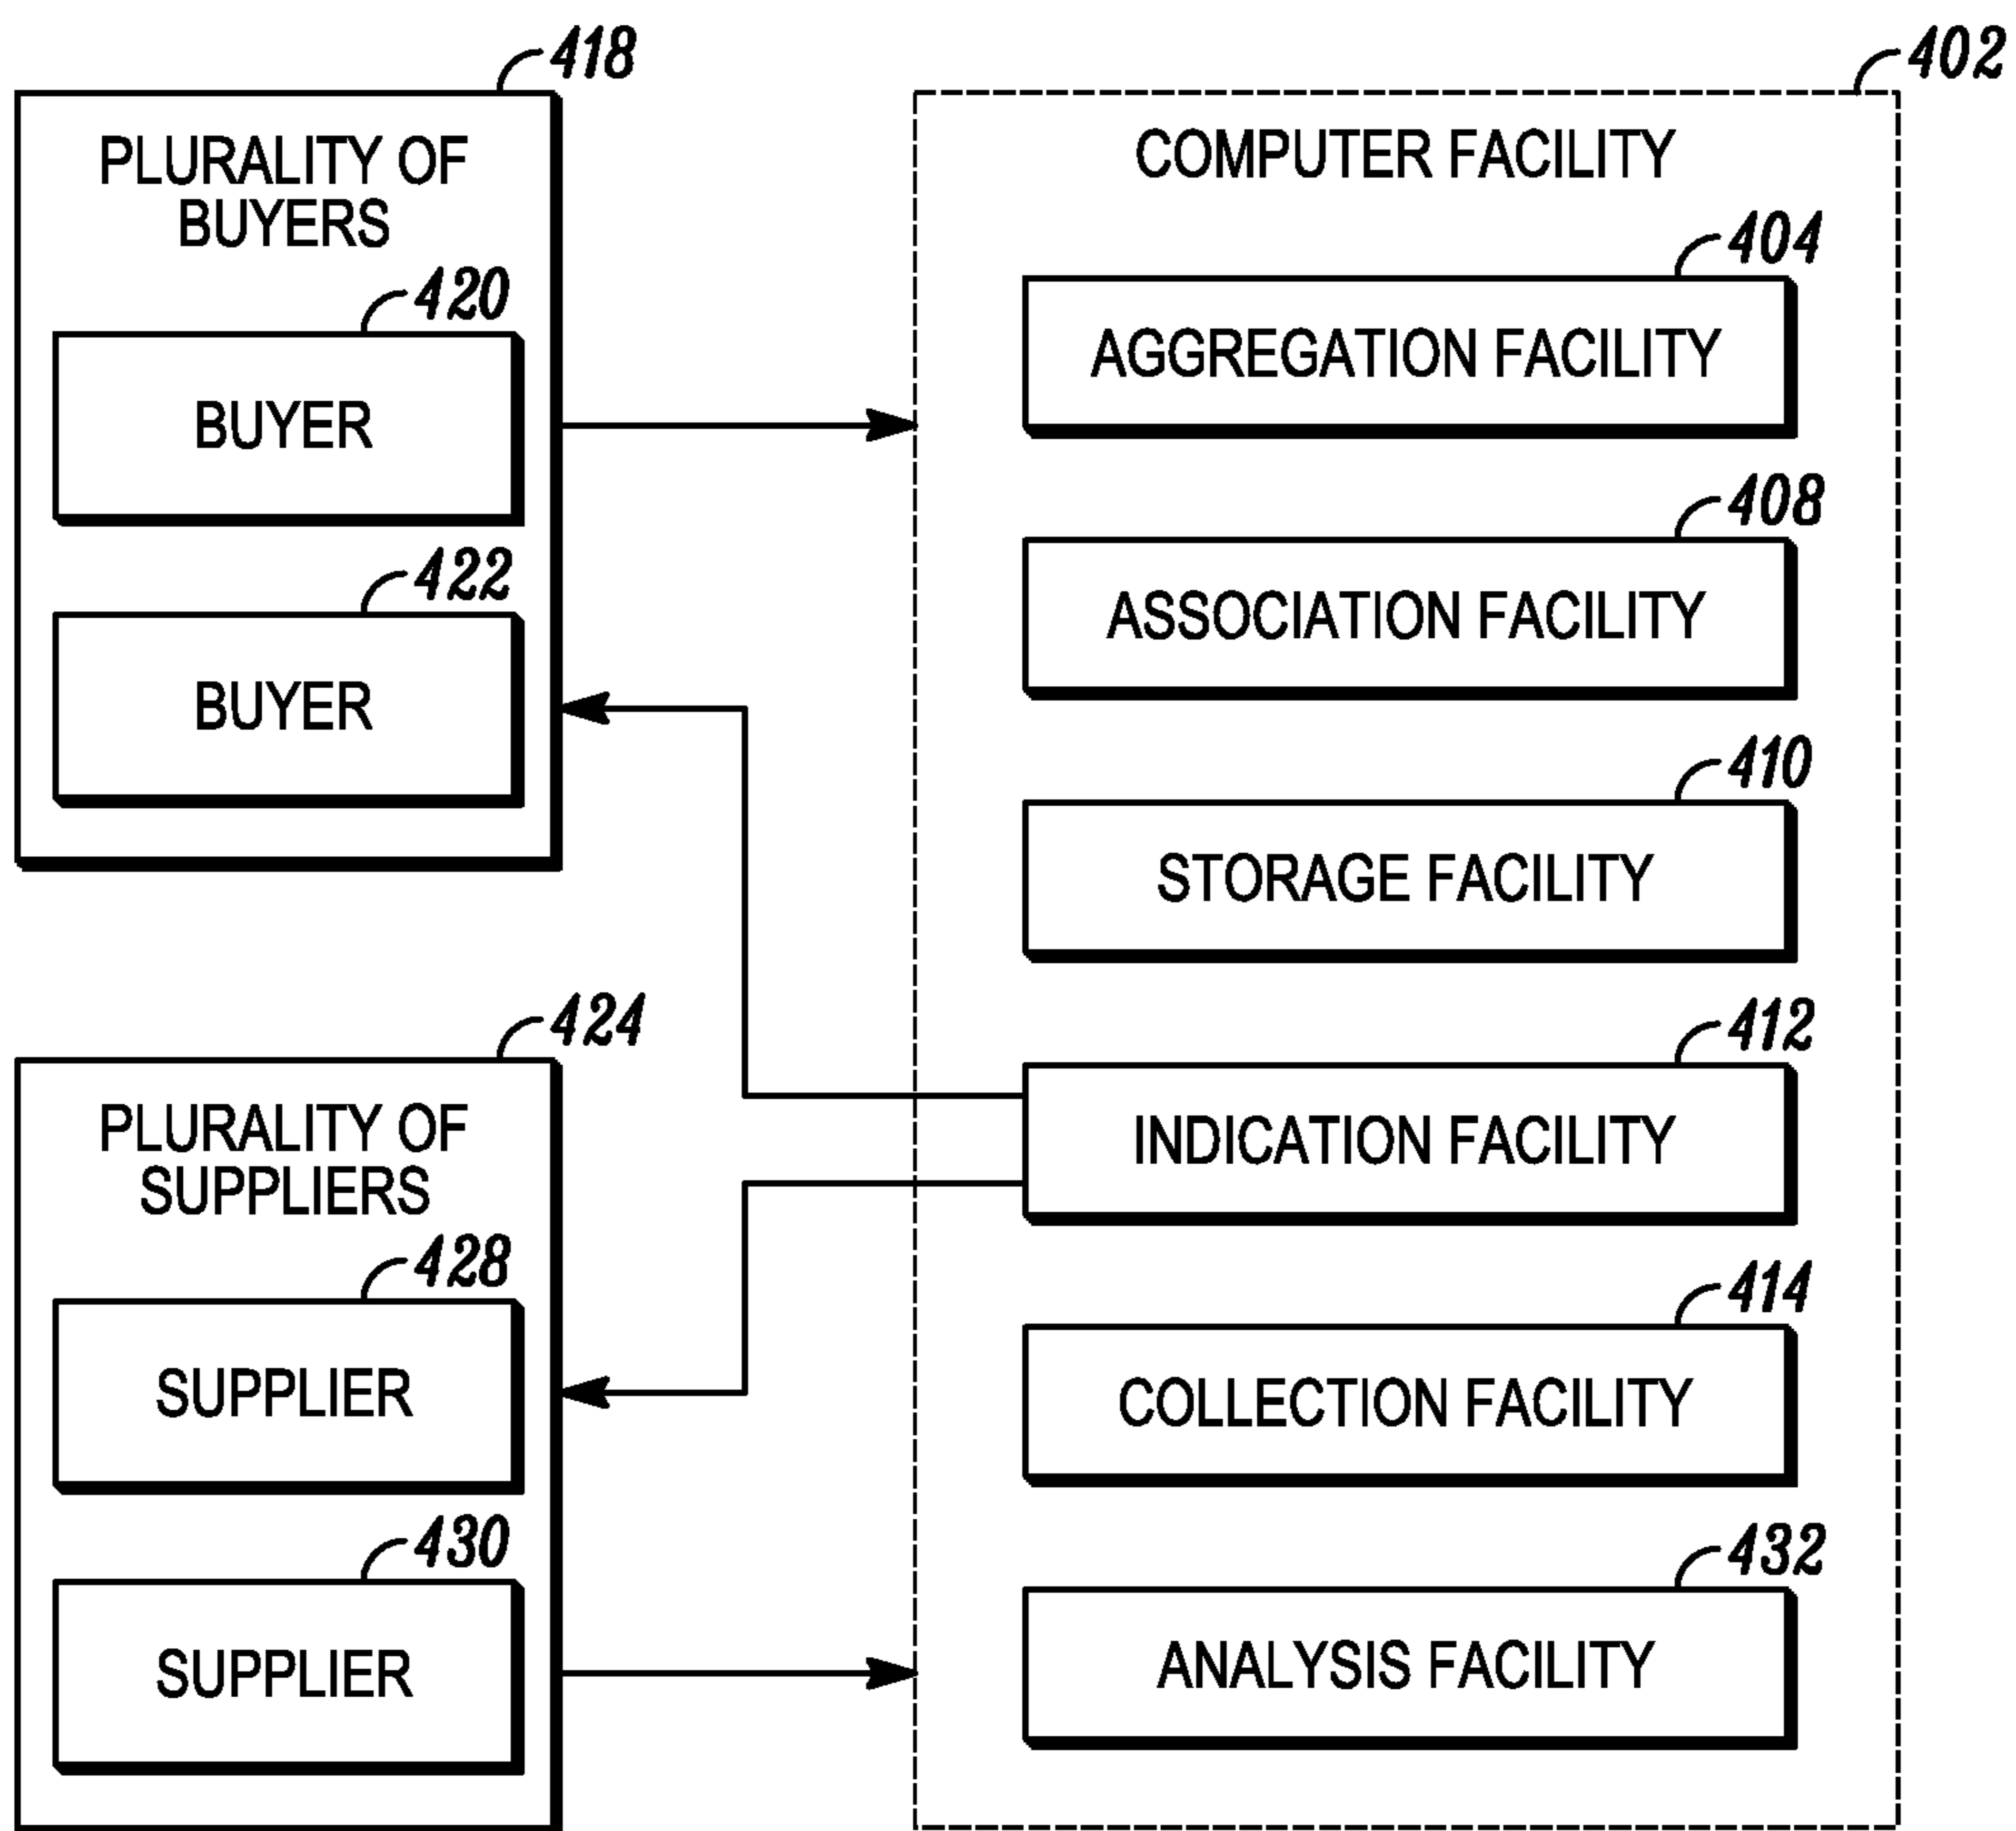 418
PLURALITY OF
BUYERS
420
BUYER
422
BUYER
424
PLURALITY OF
SUPPLIERS
428
SUPPLIER
430
SUPPLIER
402
COMPUTER FACILITY
404
AGGREGATION FACILITY
408
ASSOCIATION FACILITY
410
STORAGE FACILITY
412
INDICATION FACILITY
414
COLLECTION FACILITY
432
ANALYSIS FACILITY